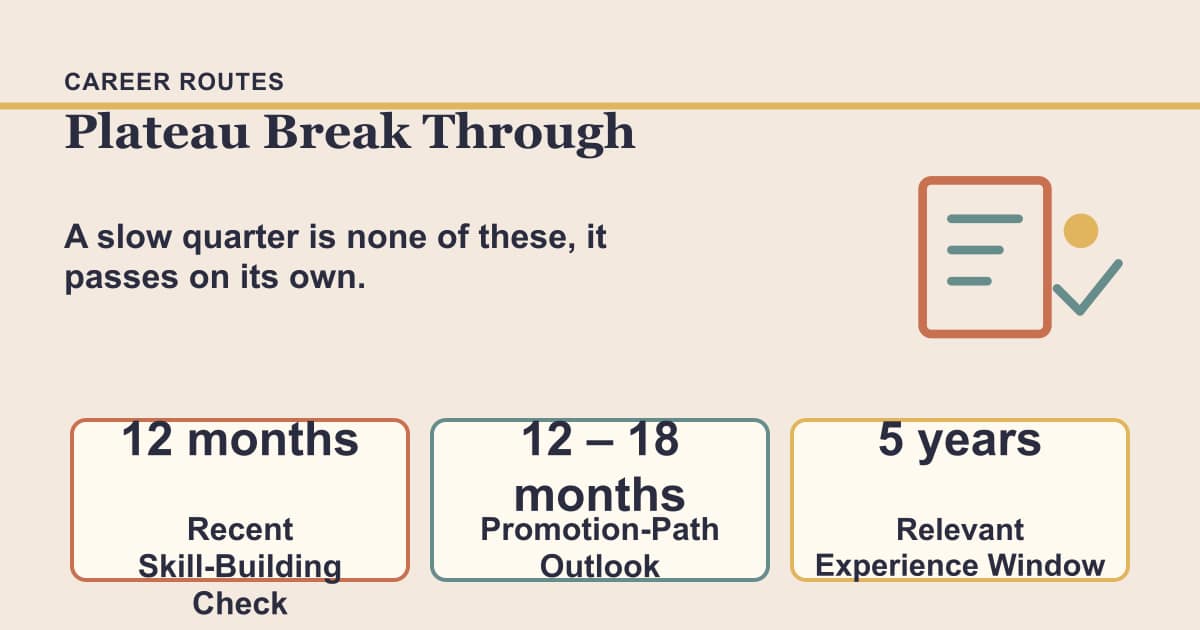 CAREER ROUTES
Plateau Break Through
A slow quarter is none of these, it
passes on its own.
12 months
Recent
Skill-Building
Check
12 – 18
months
Promotion-Path
Outlook
5 years
Relevant
Experience Window